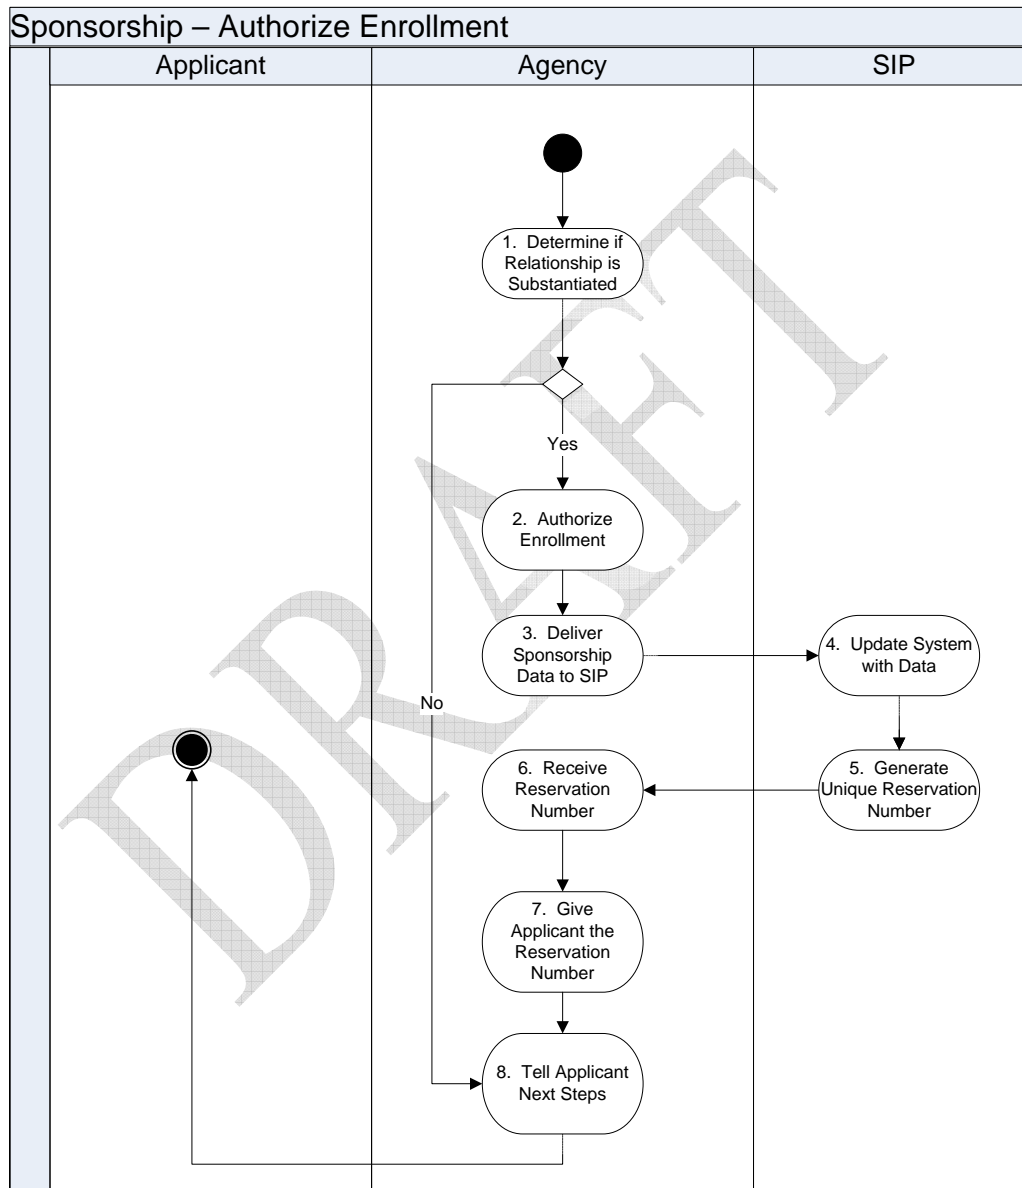 Sponsorship – Authorize Enrollment
Applicant
Agency
SIP
1. Determine if
Relationship is
Substantiated
Yes
2. Authorize
Enrollment
3. Deliver
Sponsorship
Data to SIP
4. Update System
with Data
No
6. Receive
Reservation
Number
5. Generate
Unique Reservation
Number
7. Give
Applicant the
Reservation
Number
8. Tell Applicant
Next Steps
DRAFT